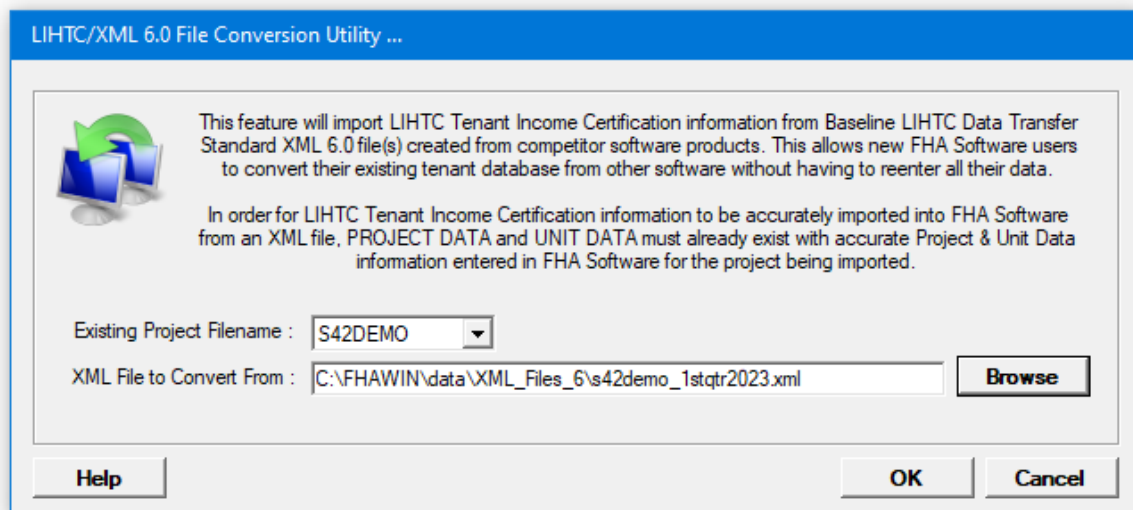 LIHTC/XML 6.0 File Conversion Utility ...
This feature will import LIHTC Tenant Income Certification information from Baseline LIHTC Data Transfer
Standard XML 6.0 file(s) created from competitor software products. This allows new FHA Software users
to convert their existing tenant database from other software without having to reenter all their data.
In order for LIHTC Tenant Income Certification information to be accurately imported into FHA Software
from an XML file, PROJECT DATA and UNIT DATA must already exist with accurate Project & Unit Data
information entered in FHA Software for the project being imported.
Existing Project Filename : S42DEMO
XML File to Convert From : C:\FHAWIN\data\XML_Files_6\s42demo_1stqtr2023.xml Browse
Help OK Cancel